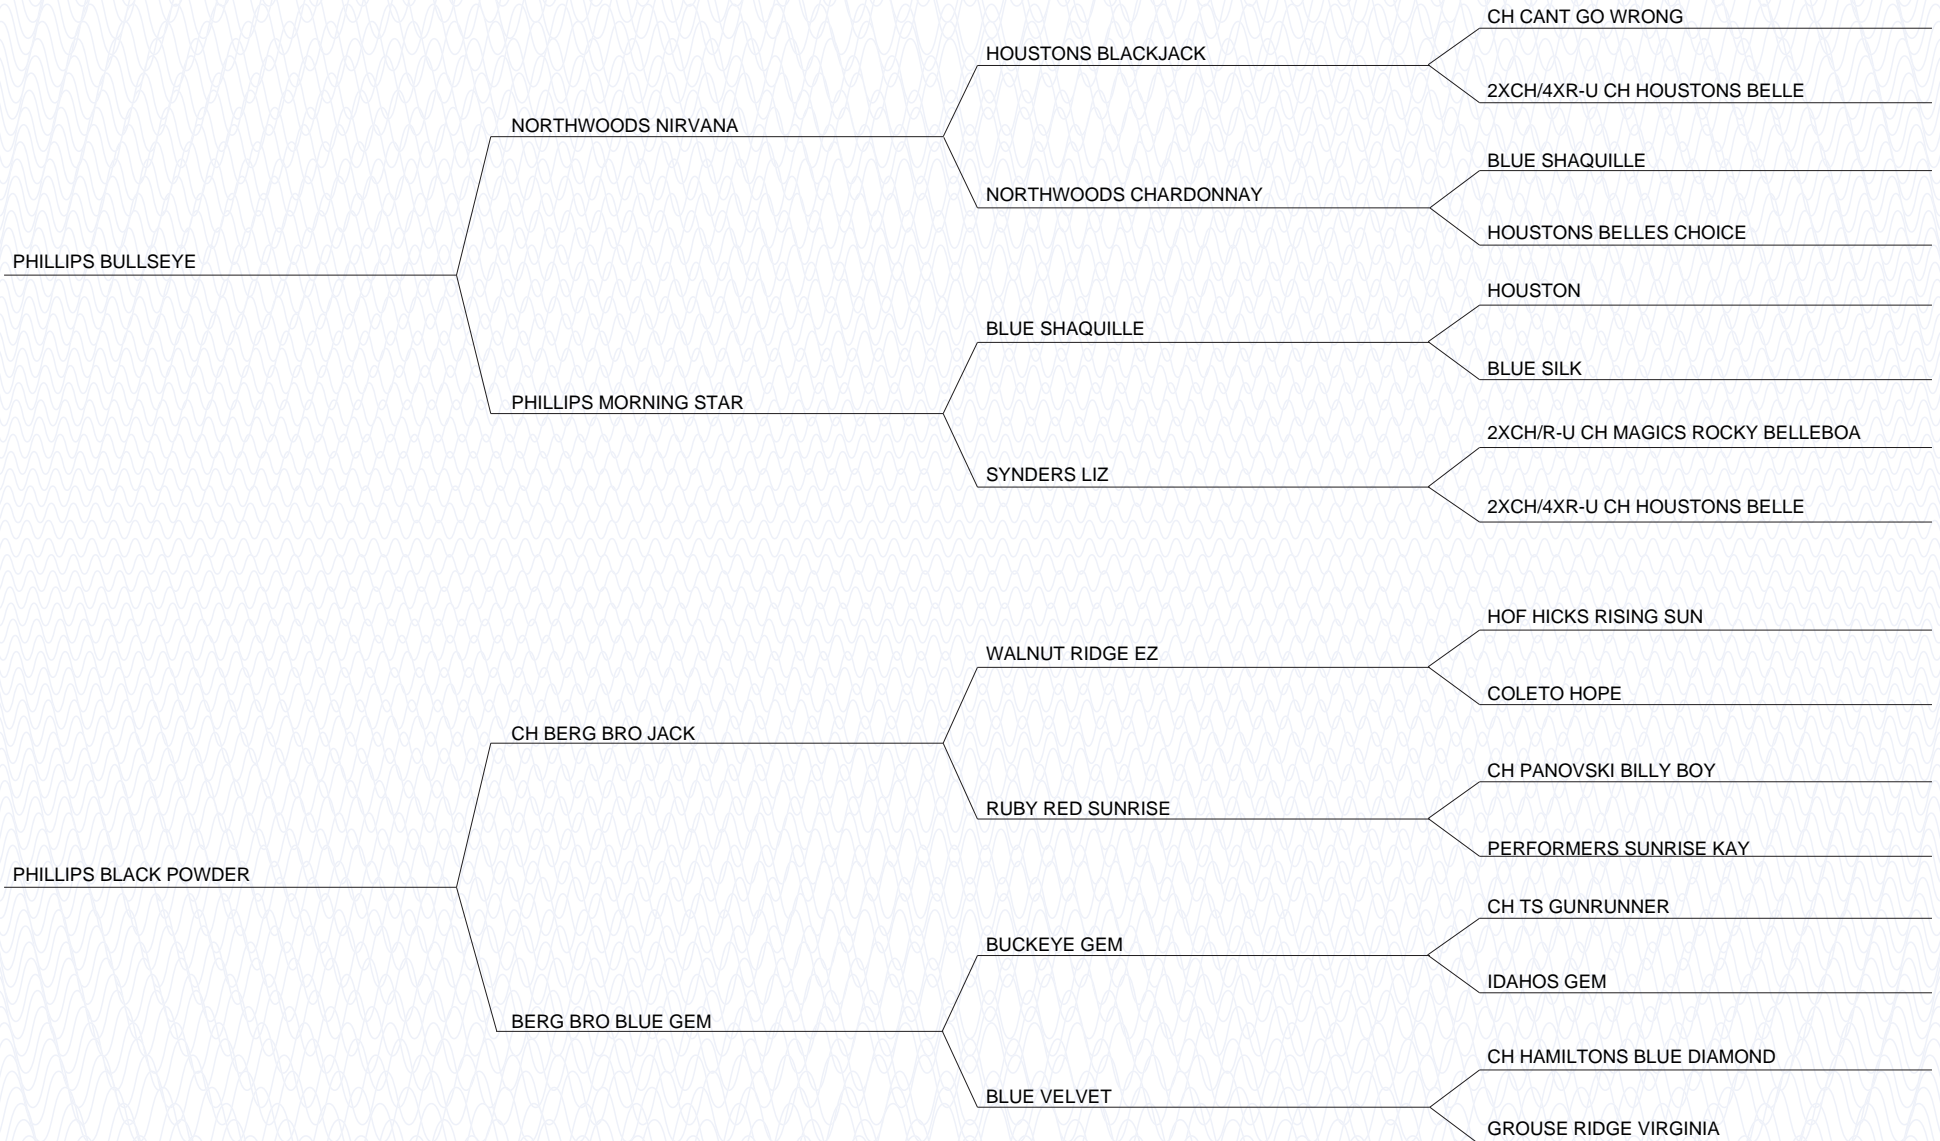 CH CANT GO WRONG
HOUSTONS BLACKJACK
2XCH/4XR-U CH HOUSTONS BELLE
NORTHWOODS NIRVANA
BLUE SHAQUILLE
NORTHWOODS CHARDONNAY
HOUSTONS BELLES CHOICE
PHILLIPS BULLSEYE
HOUSTON
BLUE SHAQUILLE
BLUE SILK
PHILLIPS MORNING STAR
2XCH/R-U CH MAGICS ROCKY BELLEBOA
SYNDERS LIZ
2XCH/4XR-U CH HOUSTONS BELLE
HOF HICKS RISING SUN
WALNUT RIDGE EZ
COLETO HOPE
CH BERG BRO JACK
CH PANOVSKI BILLY BOY
RUBY RED SUNRISE
PERFORMERS SUNRISE KAY
PHILLIPS BLACK POWDER
CH TS GUNRUNNER
BUCKEYE GEM
IDAHOS GEM
BERG BRO BLUE GEM
CH HAMILTONS BLUE DIAMOND
BLUE VELVET
GROUSE RIDGE VIRGINIA